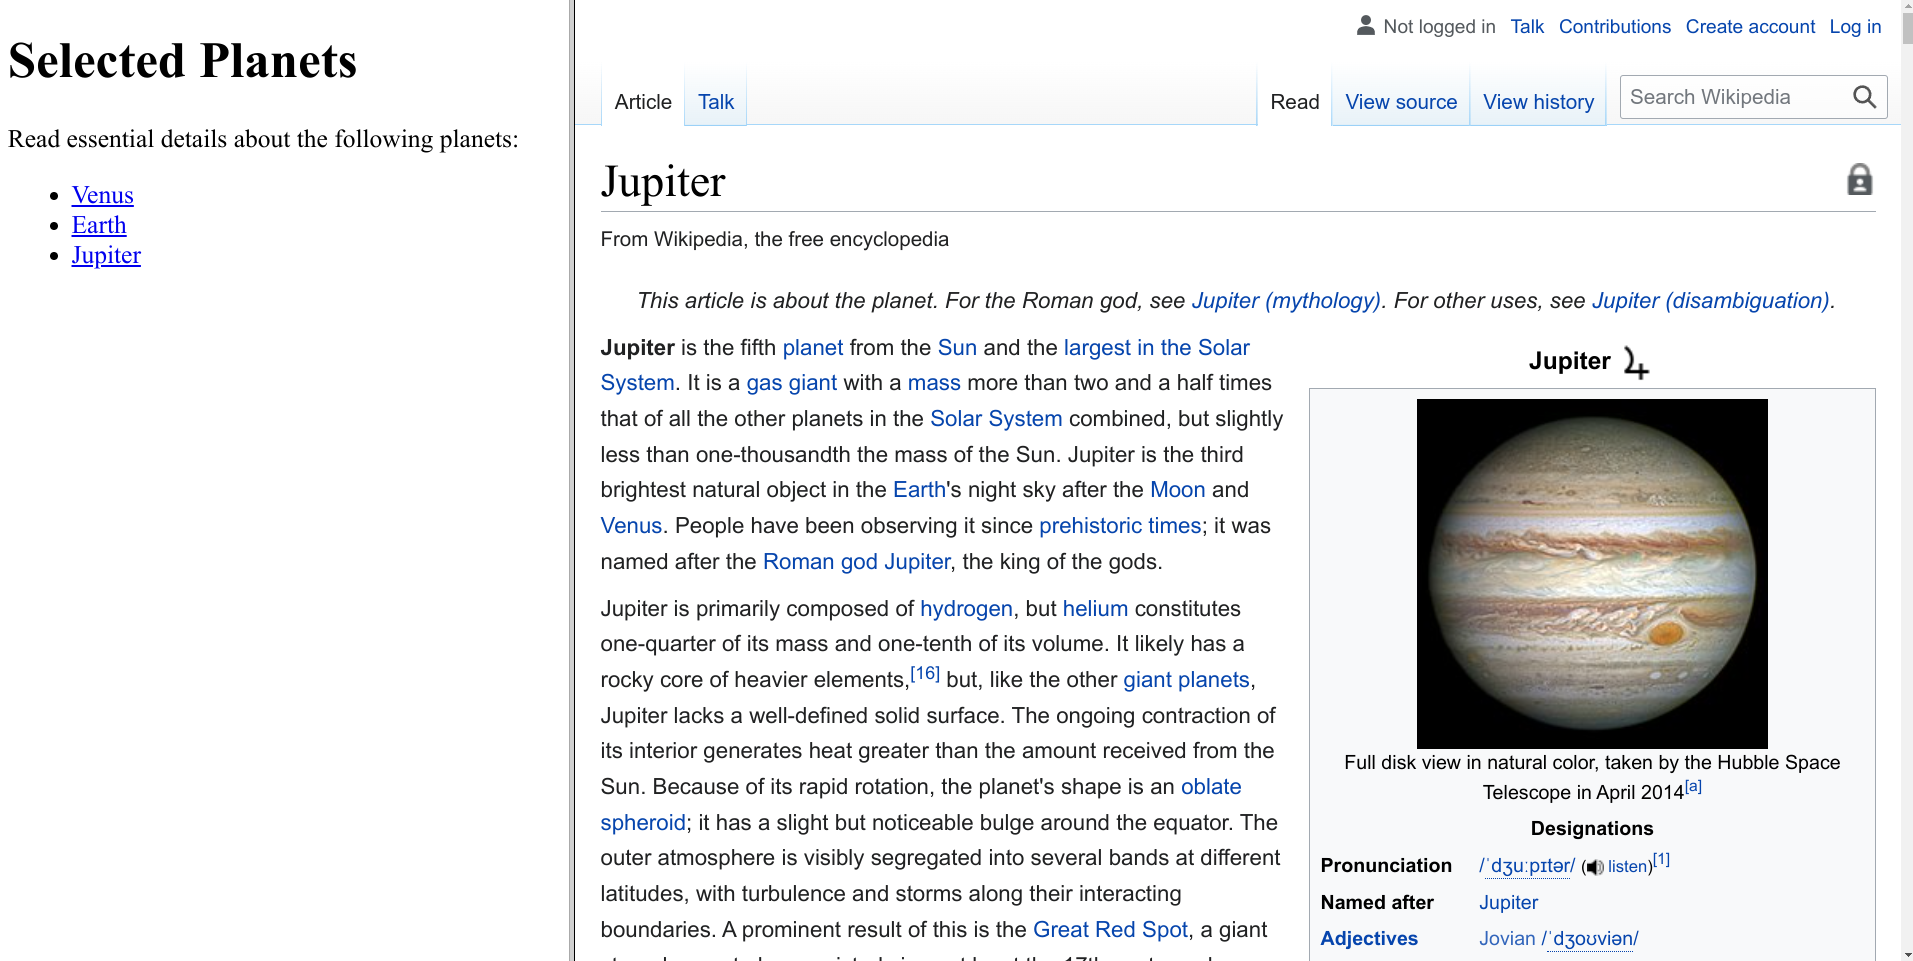 Selected Planets
Read essential details about the following planets:
Venus
Earth
Jupiter
Not logged in Talk Contributions Create account Log in
Article Talk Read View source View history Search Wikipedia
Jupiter
From Wikipedia, the free encyclopedia
This article is about the planet. For the Roman god, see Jupiter (mythology). For other uses, see Jupiter (disambiguation).
Jupiter is the fifth planet from the Sun and the largest in the Solar
System. It is a gas giant with a mass more than two and a half times
that of all the other planets in the Solar System combined, but slightly
less than one-thousandth the mass of the Sun. Jupiter is the third
brightest natural object in the Earth's night sky after the Moon and
Venus. People have been observing it since prehistoric times; it was
named after the Roman god Jupiter, the king of the gods.
Jupiter is primarily composed of hydrogen, but helium constitutes
one-quarter of its mass and one-tenth of its volume. It likely has a
rocky core of heavier elements,[16] but, like the other giant planets,
Jupiter lacks a well-defined solid surface. The ongoing contraction of
its interior generates heat greater than the amount received from the
Sun. Because of its rapid rotation, the planet's shape is an oblate
spheroid; it has a slight but noticeable bulge around the equator. The
outer atmosphere is visibly segregated into several bands at different
latitudes, with turbulence and storms along their interacting
boundaries. A prominent result of this is the Great Red Spot, a giant
Jupiter ♃
Full disk view in natural color, taken by the Hubble Space
Telescope in April 2014[a]
Designations
Pronunciation /ˈdʒuːpɪtər/ (listen)[1]
Named after Jupiter
Adjectives Jovian /ˈdʒoʊviən/